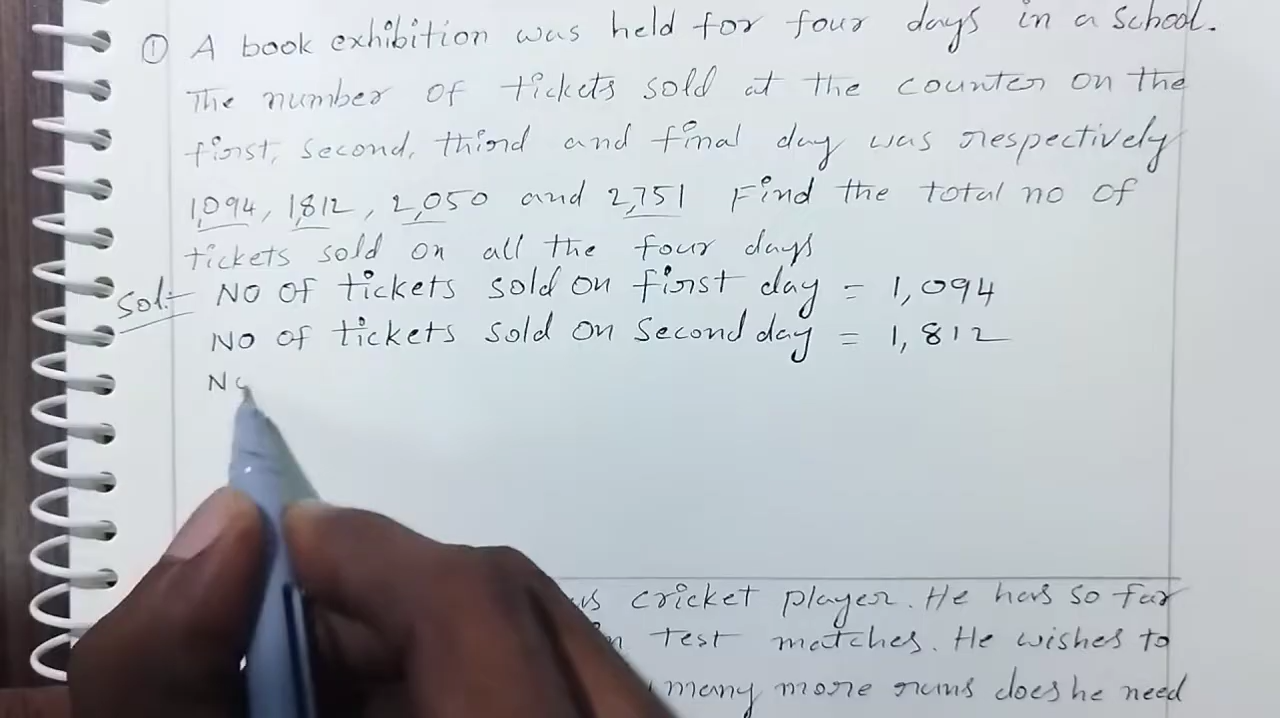 ① A book exhibition was held for four days in a school.
The number of tickets sold at the counter on the
first, second, third and final day was respectively
1,094, 1,812, 2,050 and 2,751 Find the total no of
tickets sold on all the four days
Sol:- No of tickets sold on first day = 1,094
No of tickets sold on Second day = 1,812
No
cricket player. He has so far
Test matches. He wishes to
many more runs does he need